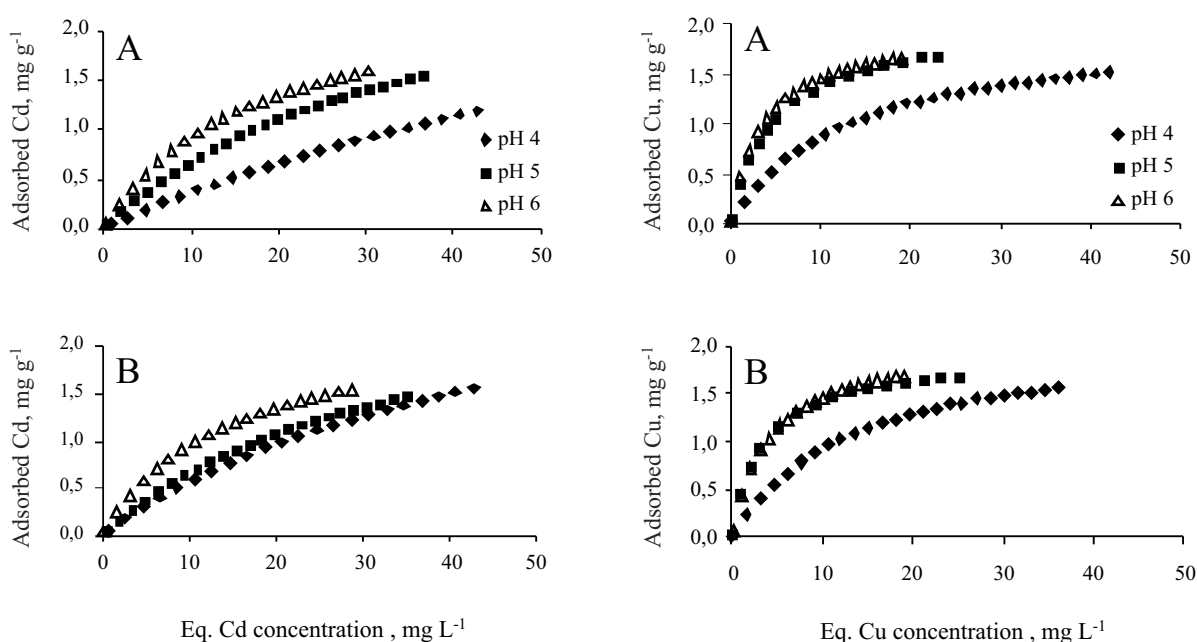 A
Adsorbed Cd, mg g⁻¹
2,0
1,5
1,0
0,5
0,0
0 10 20 30 40 50
pH 4
pH 5
pH 6
A
Adsorbed Cu, mg g⁻¹
2,0
1,5
1,0
0,5
0,0
0 10 20 30 40 50
pH 4
pH 5
pH 6
B
Adsorbed Cd, mg g⁻¹
2,0
1,5
1,0
0,5
0,0
0 10 20 30 40 50
Eq. Cd concentration , mg L⁻¹
B
Adsorbed Cu, mg g⁻¹
2,0
1,5
1,0
0,5
0,0
0 10 20 30 40 50
Eq. Cu concentration , mg L⁻¹